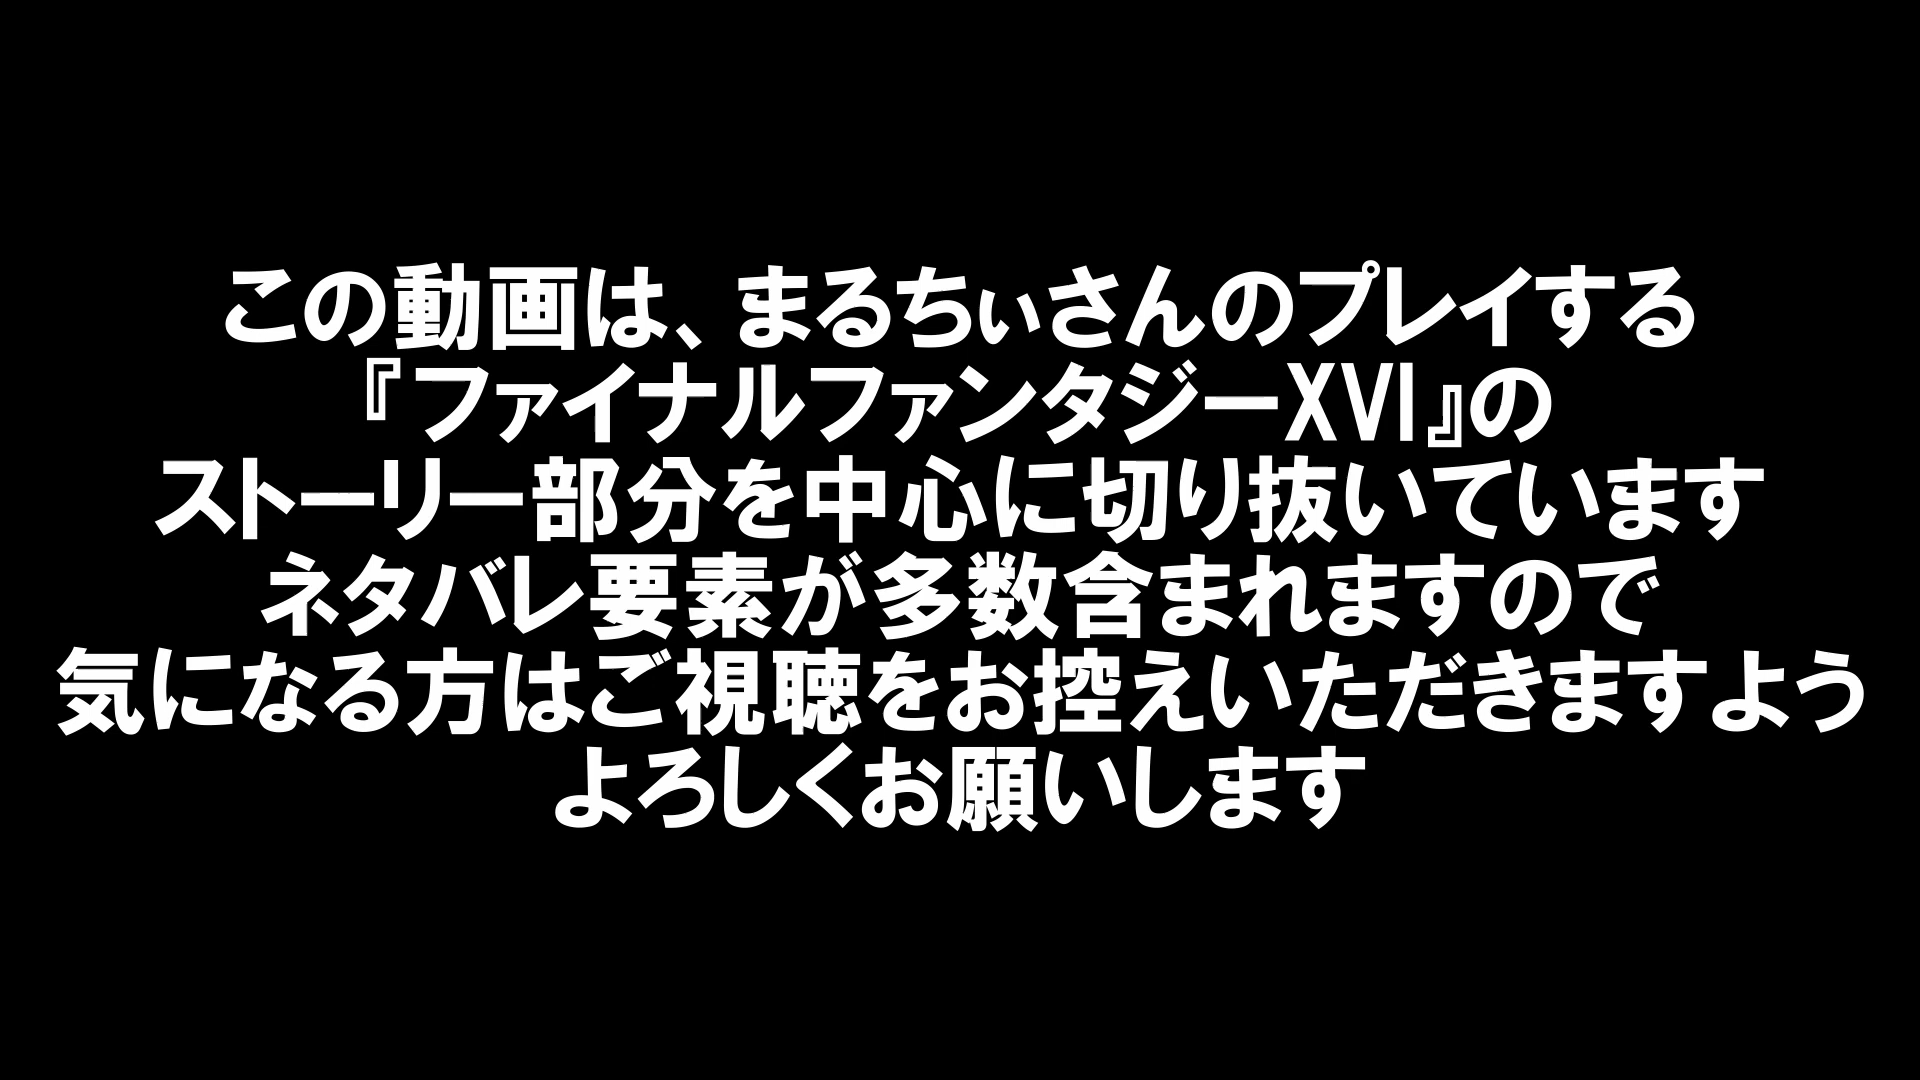 この動画は、まるちぃさんのプレイする
『ファイナルファンタジーXVI』の
ストーリー部分を中心に切り抜いています
ネタバレ要素が多数含まれますので
気になる方はご視聴をお控えいただきますよう
よろしくお願いします